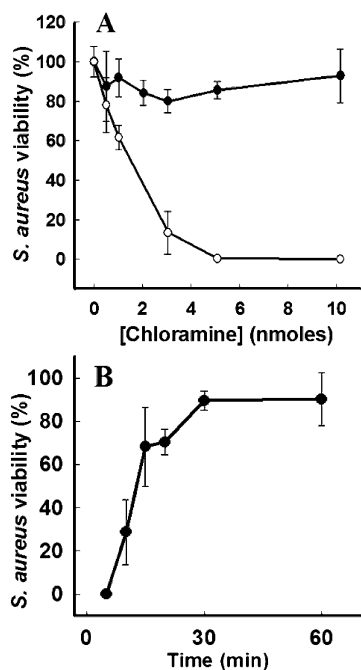 A
120
100
80
60
40
20
0
S. aureus viability (%)
0 2 4 6 8 10
[Chloramine] (nmoles)
B
100
80
60
40
20
0
S. aureus viability (%)
0 30 60
Time (min)